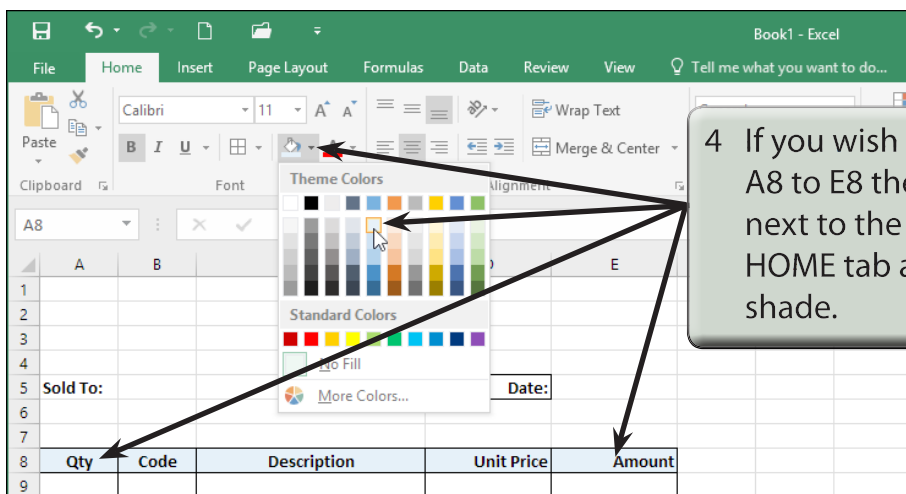 Book1 - Excel
File Home Insert Page Layout Formulas Data Review View Tell me what you want to do...
Calibri 11 A A Wrap Text
Paste B I U Merge & Center
Clipboard Font Alignment
Theme Colors
Standard Colors
No Fill
More Colors...
4 If you wish
A8 to E8 the
next to the
HOME tab a
shade.
A8
A B E
1
2
3
4
5 Sold To: Date:
6
7
8 Qty Code Description Unit Price Amount
9